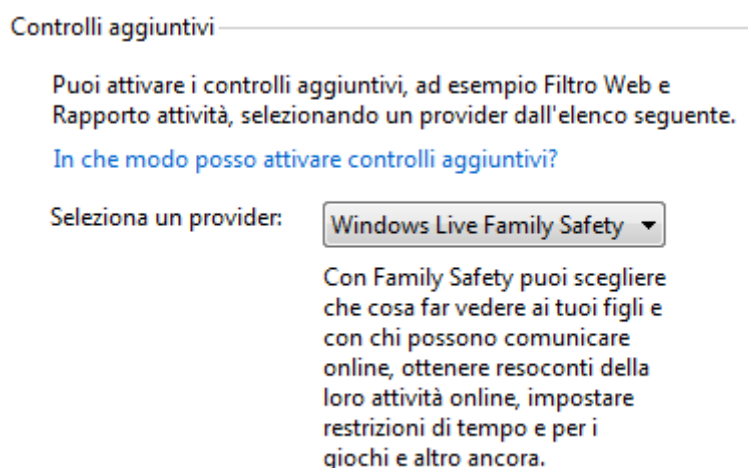 Controlli aggiuntivi
Puoi attivare i controlli aggiuntivi, ad esempio Filtro Web e
Rapporto attività, selezionando un provider dall'elenco seguente.
In che modo posso attivare controlli aggiuntivi?
Seleziona un provider:
Windows Live Family Safety
Con Family Safety puoi scegliere
che cosa far vedere ai tuoi figli e
con chi possono comunicare
online, ottenere resoconti della
loro attività online, impostare
restrizioni di tempo e per i
giochi e altro ancora.